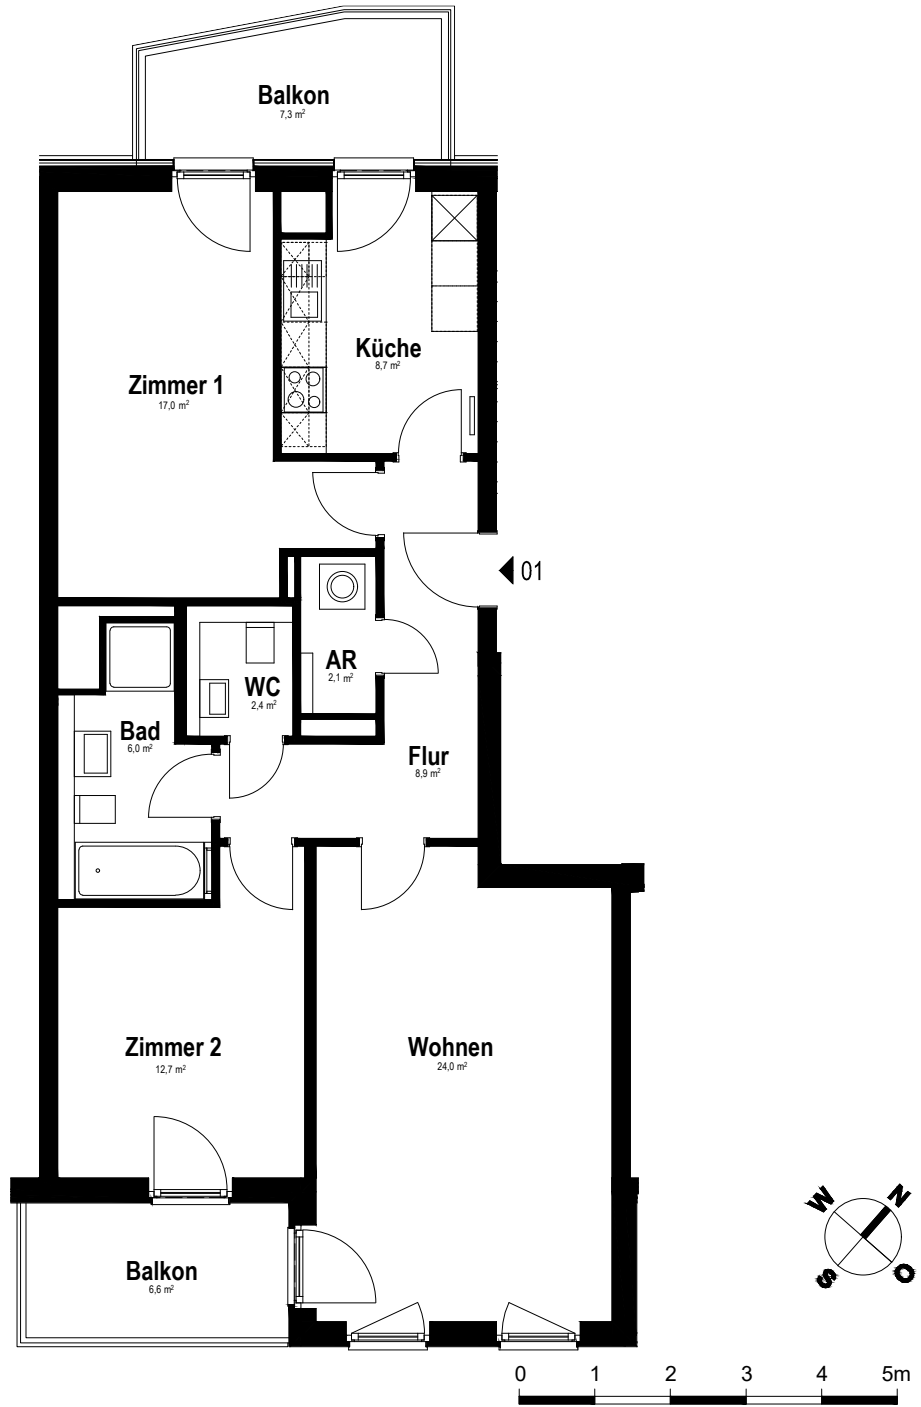 Balkon
7,3 m²
Küche
8,7 m²
Zimmer 1
17,0 m²
01
AR
2,1 m²
WC
2,4 m²
Bad
6,0 m²
Flur
8,9 m²
Zimmer 2
12,7 m²
Wohnen
24,0 m²
Balkon
6,6 m²
W N
S O
0 1 2 3 4 5m